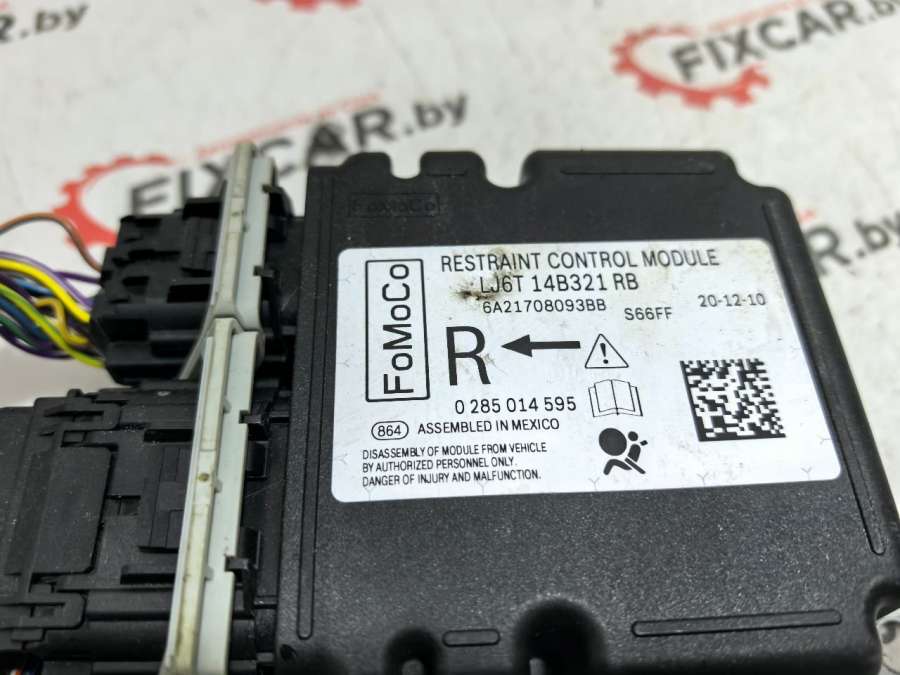 .by
FIXCAR.by
FIXCAR.by
.by
FoMoCo
FoMoCo
RESTRAINT CONTROL MODULE
LJ6T 14B321 RB
6A21708093BB
S66FF
20-12-10
R
0 285 014 595
864
ASSEMBLED IN MEXICO
DISASSEMBLY OF MODULE FROM VEHICLE
BY AUTHORIZED PERSONNEL ONLY.
DANGER OF INJURY AND MALFUNCTION.